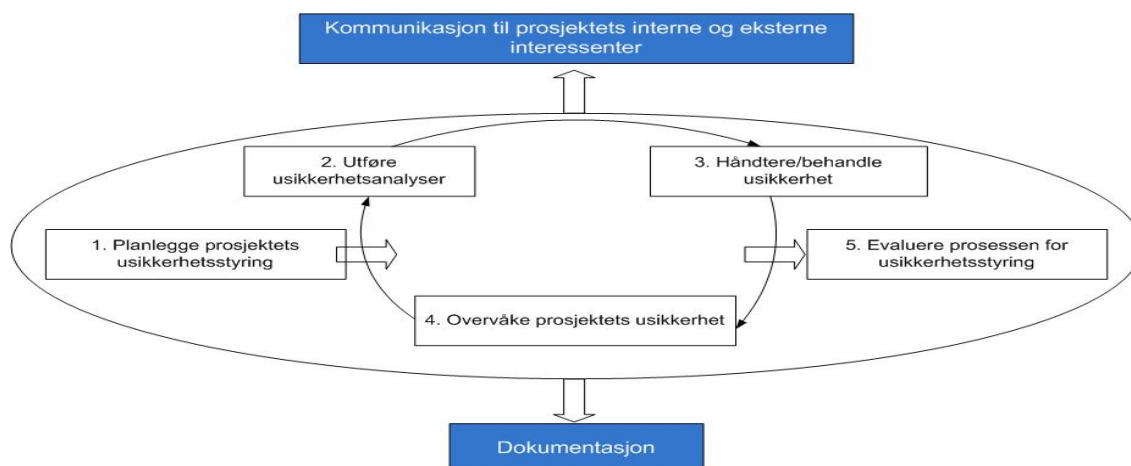 Kommunikasjon til prosjektets interne og eksterne
interessenter
2. Utføre
usikkerhetsanalyser
3. Håndtere/behandle
usikkerhet
1. Planlegge prosjektets
usikkerhetsstyring
5. Evaluere prosessen for
usikkerhetsstyring
4. Overvåke prosjektets usikkerhet
Dokumentasjon